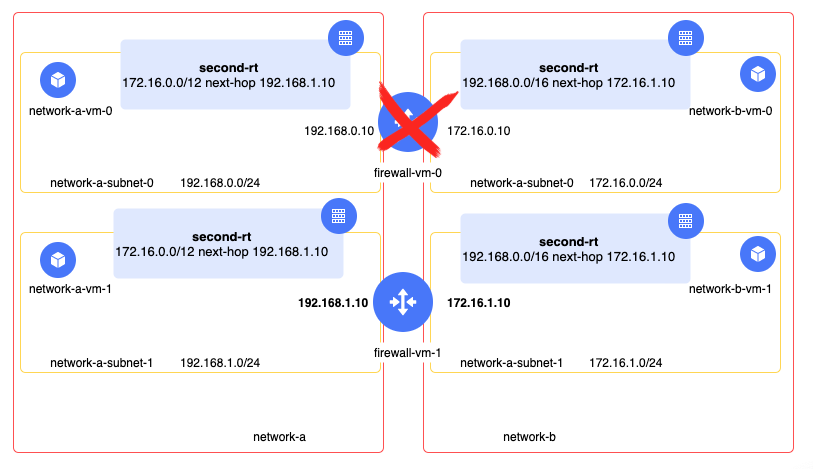 second-rt
172.16.0.0/12 next-hop 192.168.1.10
network-a-vm-0
192.168.0.10
network-a-subnet-0 192.168.0.0/24
second-rt
192.168.0.0/16 next-hop 172.16.1.10
network-b-vm-0
172.16.0.10
firewall-vm-0
network-a-subnet-0 172.16.0.0/24
second-rt
172.16.0.0/12 next-hop 192.168.1.10
network-a-vm-1
192.168.1.10
network-a-subnet-1 192.168.1.0/24
second-rt
192.168.0.0/16 next-hop 172.16.1.10
network-b-vm-1
172.16.1.10
firewall-vm-1
network-a-subnet-1 172.16.1.0/24
network-a
network-b